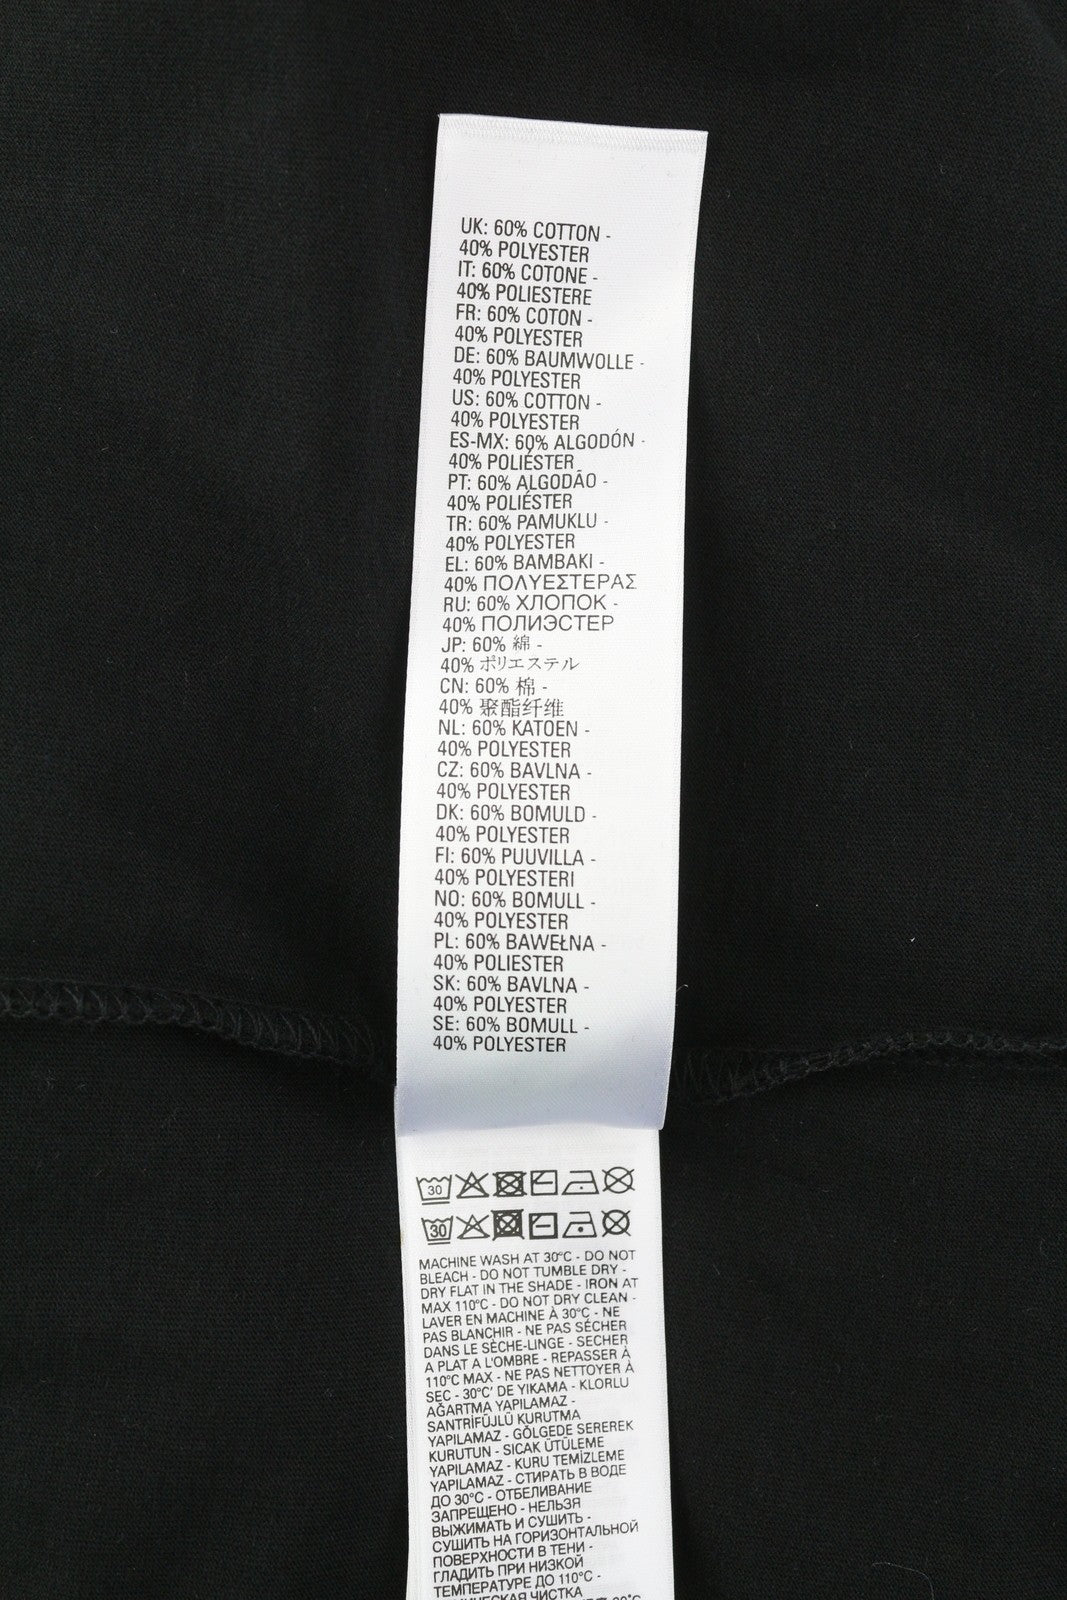 UK: 60% COTTON -
40% POLYESTER
IT: 60% COTONE -
40% POLIESTERE
FR: 60% COTON -
40% POLYESTER
DE: 60% BAUMWOLLE -
40% POLYESTER
US: 60% COTTON -
40% POLYESTER
ES-MX: 60% ALGODÓN -
40% POLIÉSTER
PT: 60% ALGODÃO -
40% POLIÉSTER
TR: 60% PAMUKLU -
40% POLYESTER
EL: 60% BAMBAKI -
40% ΠΟΛΥΕΣΤΕΡΑΣ
RU: 60% ХЛОПОК -
40% ПОЛИЭСТЕР
JP: 60% 綿 -
40% ポリエステル
CN: 60% 棉 -
40% 聚酯纤维
NL: 60% KATOEN -
40% POLYESTER
CZ: 60% BAVLNA -
40% POLYESTER
DK: 60% BOMULD -
40% POLYESTER
FI: 60% PUUVILLA -
40% POLYESTERI
NO: 60% BOMULL -
40% POLYESTER
PL: 60% BAWEŁNA -
40% POLIESTER
SK: 60% BAVLNA -
40% POLYESTER
SE: 60% BOMULL -
40% POLYESTER
30
30
MACHINE WASH AT 30°C - DO NOT
BLEACH - DO NOT TUMBLE DRY -
DRY FLAT IN THE SHADE - IRON AT
MAX 110°C - DO NOT DRY CLEAN -
LAVER EN MACHINE À 30°C - NE
PAS BLANCHIR - NE PAS SÉCHER
DANS LE SÈCHE-LINGE - SECHER
A PLAT A L'OMBRE - REPASSER À
110°C MAX - NE PAS NETTOYER À
SEC - 30°C' DE YIKAMA - KLORLU
AĞARTMA YAPILAMAZ -
SANTRİFÜJLÜ KURUTMA
YAPILAMAZ - GÖLGEDE SEREREK
KURUTUN - SICAK ÜTÜLEME
YAPILAMAZ - KURU TEMİZLEME
YAPILAMAZ - СТИРАТЬ В ВОДЕ
ДО 30°C - ОТБЕЛИВАНИЕ
ЗАПРЕЩЕНО - НЕЛЬЗЯ
ВЫЖИМАТЬ И СУШИТЬ -
СУШИТЬ НА ГОРИЗОНТАЛЬНОЙ
ПОВЕРХНОСТИ В ТЕНИ -
ГЛАДИТЬ ПРИ НИЗКОЙ
ТЕМПЕРАТУРЕ ДО 110°C -
ЧИСТКА